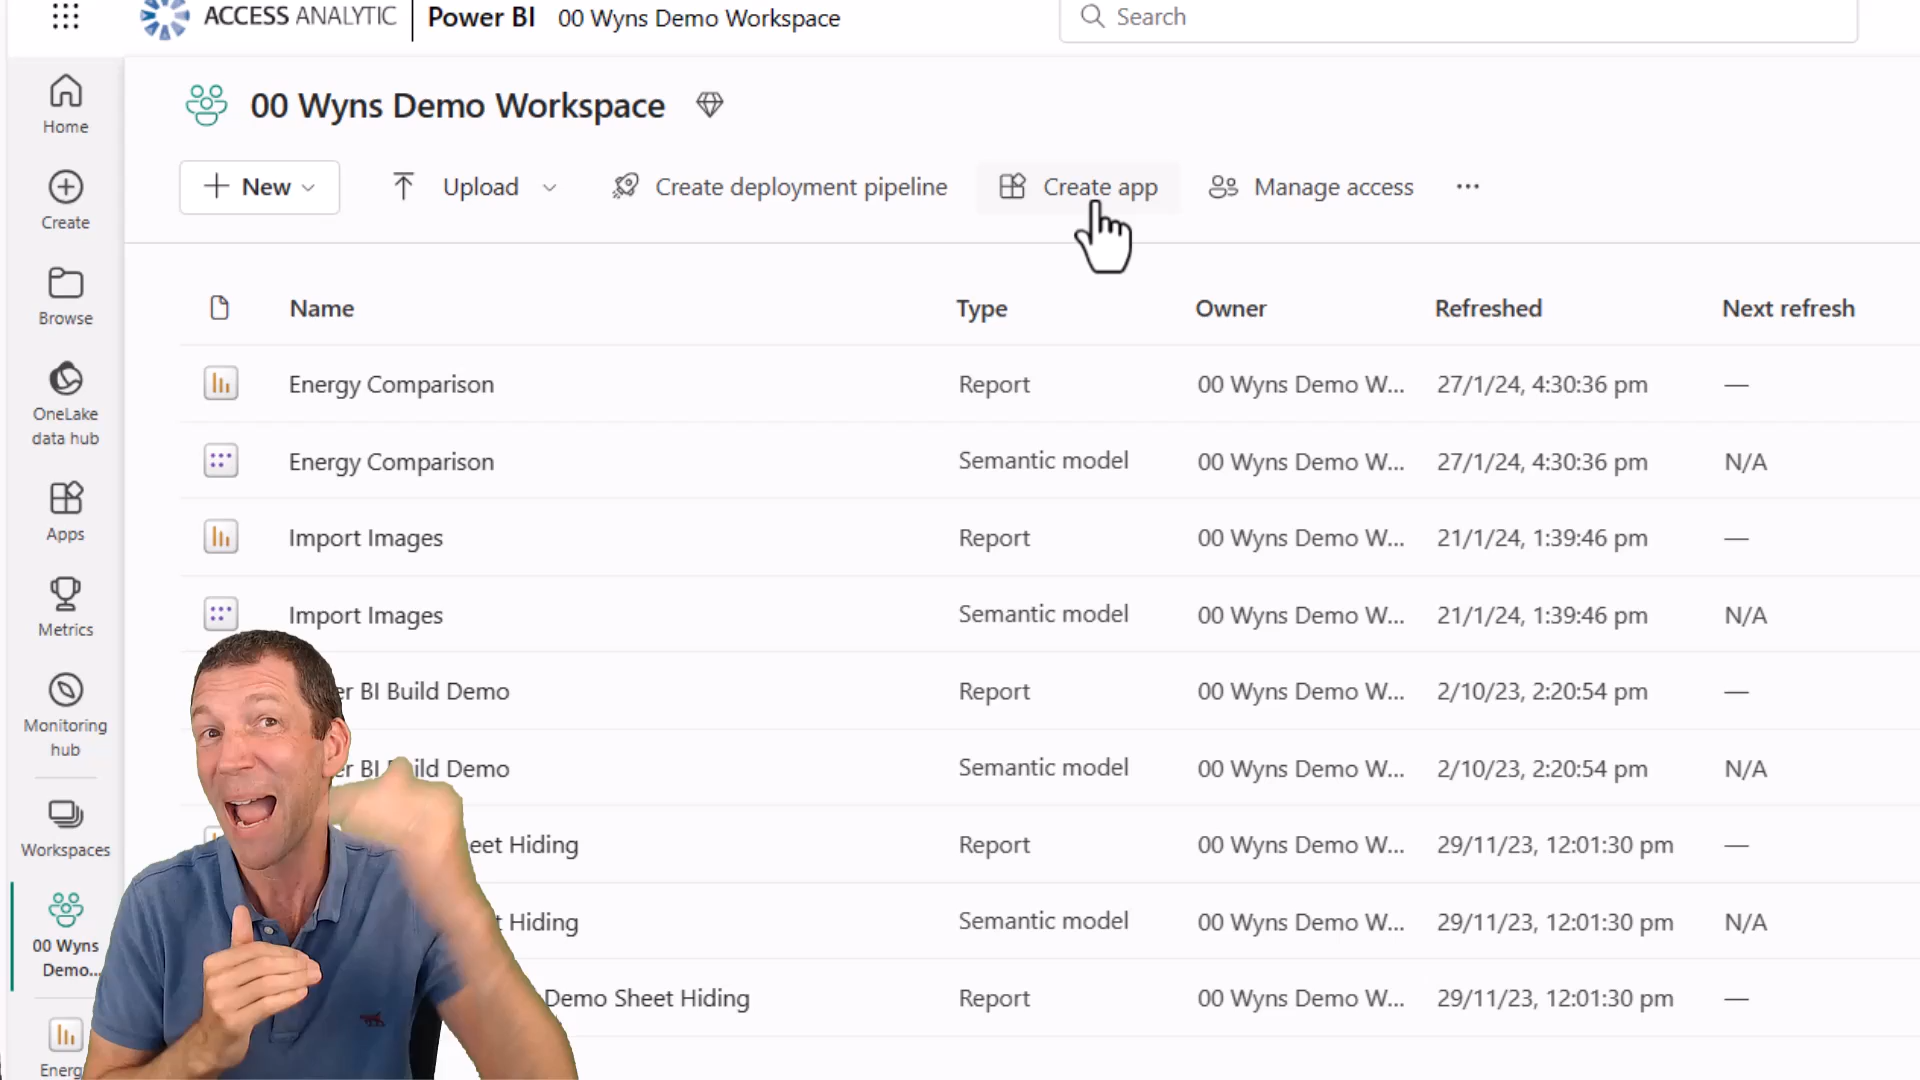 ACCESS ANALYTIC Power BI 00 Wyns Demo Workspace Search
00 Wyns Demo Workspace
New Upload Create deployment pipeline Create app Manage access ...
Home
Create
Browse
OneLake
data hub
Apps
Metrics
Monitoring
hub
Workspaces
00 Wyns
Demo...
Energ
Name Type Owner Refreshed Next refresh
Energy Comparison Report 00 Wyns Demo W... 27/1/24, 4:30:36 pm —
Energy Comparison Semantic model 00 Wyns Demo W... 27/1/24, 4:30:36 pm N/A
Import Images Report 00 Wyns Demo W... 21/1/24, 1:39:46 pm —
Import Images Semantic model 00 Wyns Demo W... 21/1/24, 1:39:46 pm N/A
er BI Build Demo Report 00 Wyns Demo W... 2/10/23, 2:20:54 pm —
er BI Build Demo Semantic model 00 Wyns Demo W... 2/10/23, 2:20:54 pm N/A
eet Hiding Report 00 Wyns Demo W... 29/11/23, 12:01:30 pm —
t Hiding Semantic model 00 Wyns Demo W... 29/11/23, 12:01:30 pm N/A
Demo Sheet Hiding Report 00 Wyns Demo W... 29/11/23, 12:01:30 pm —